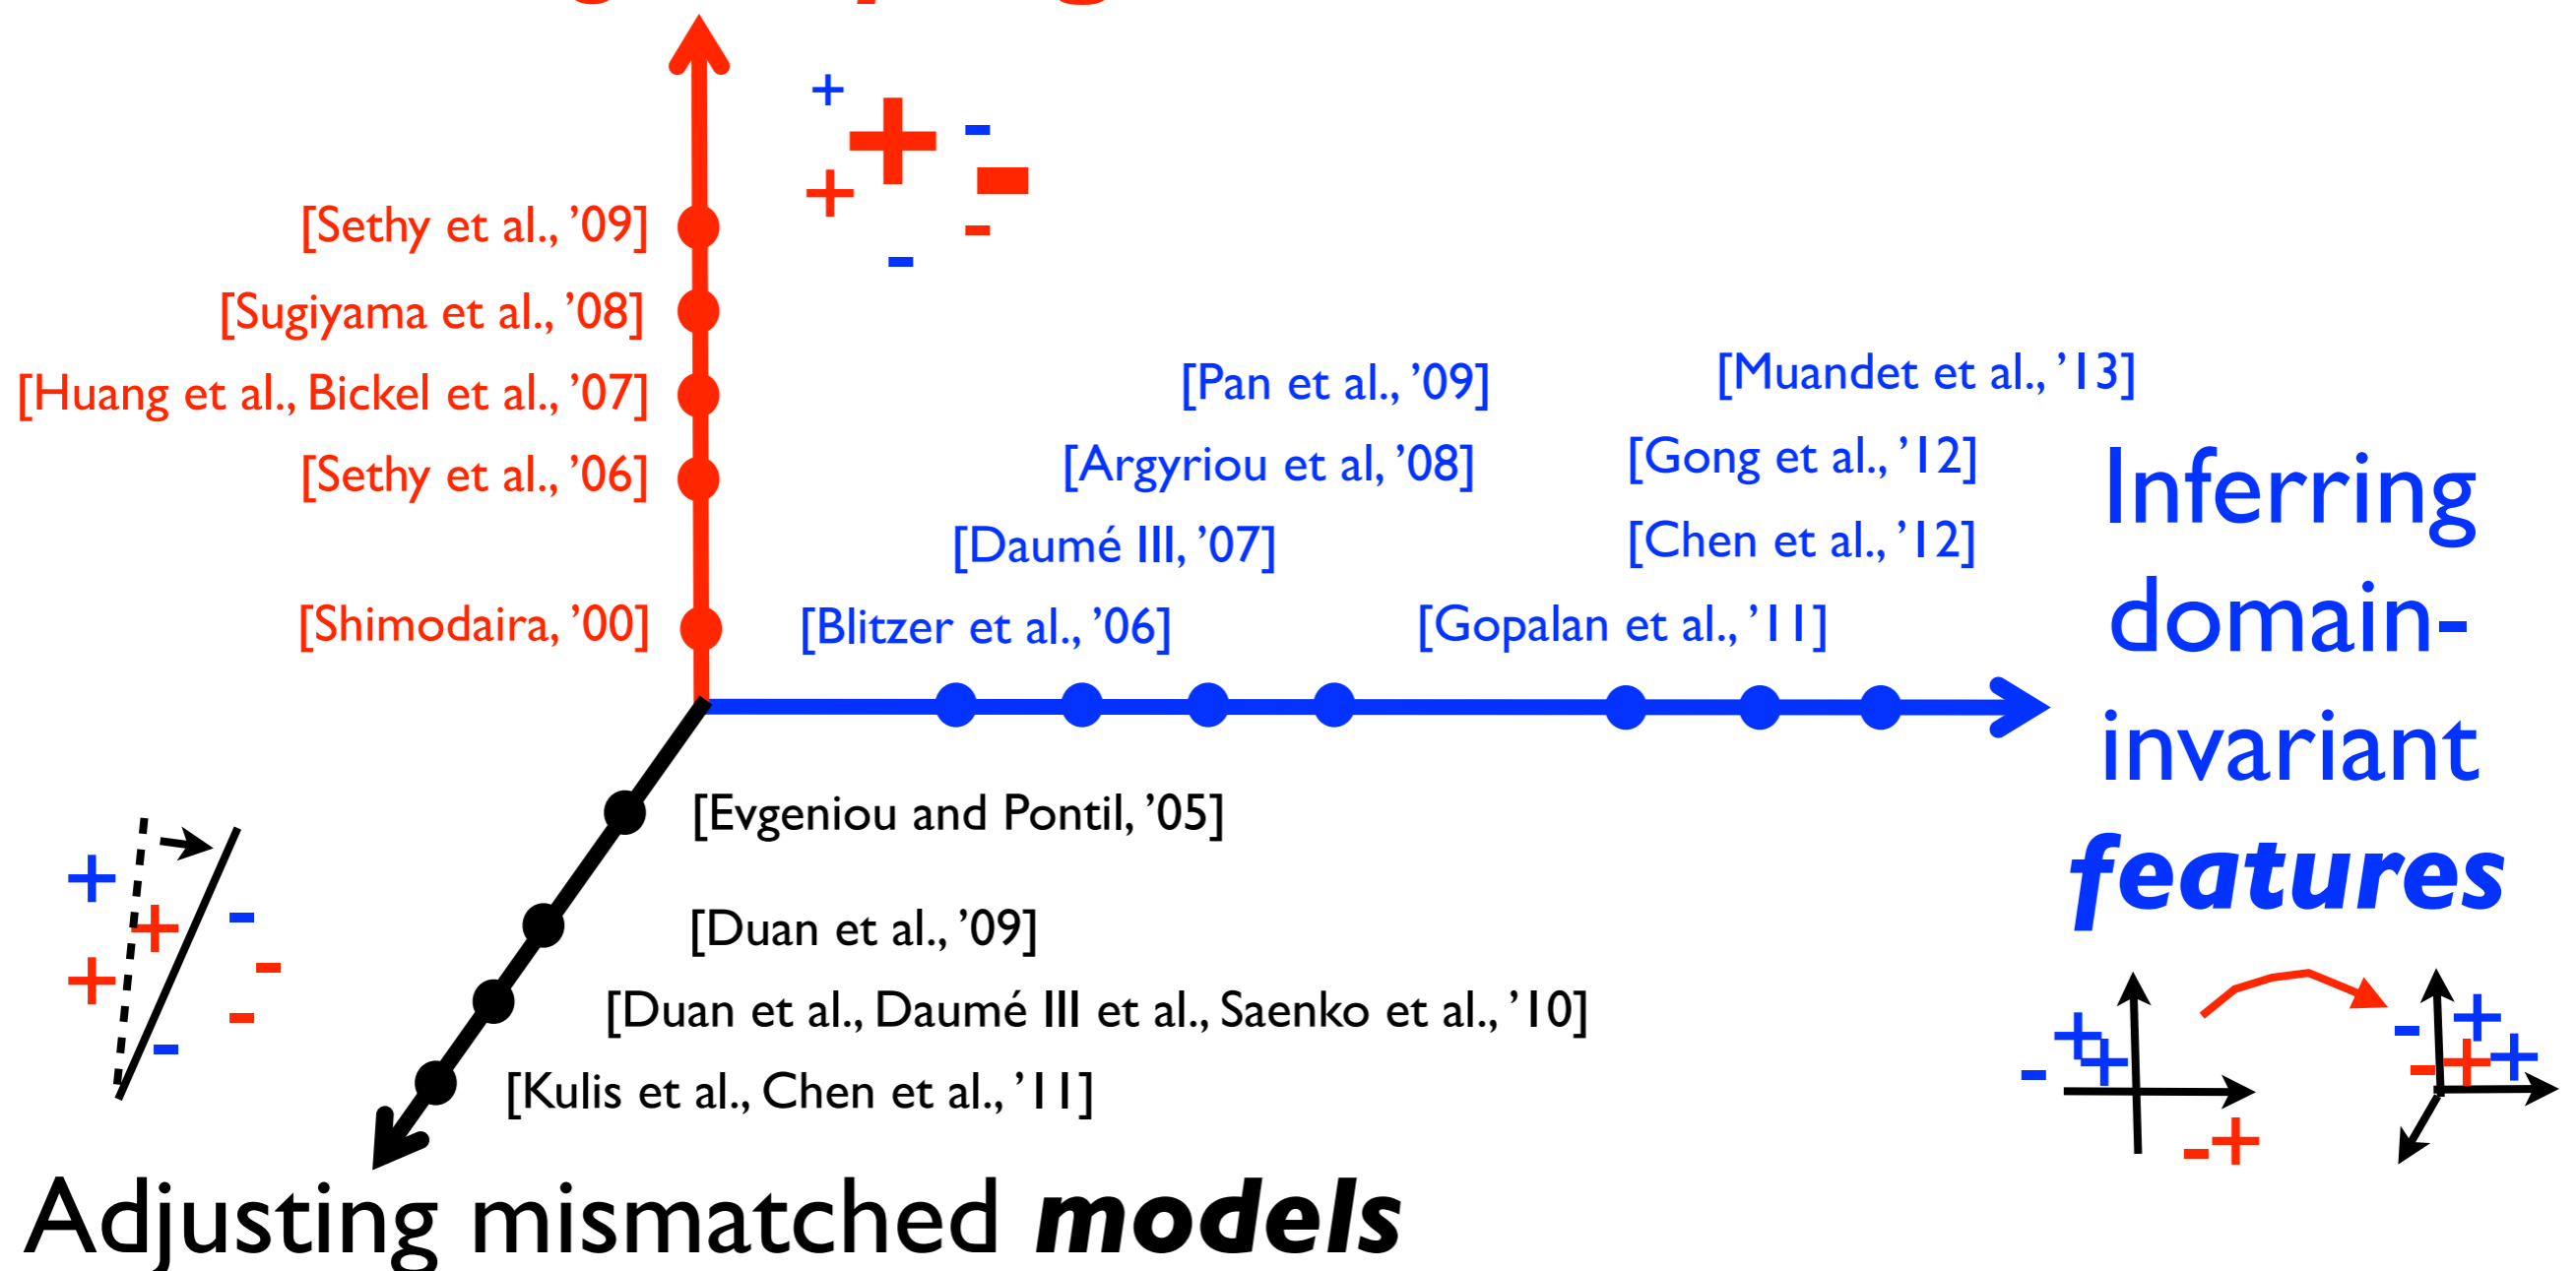 [Sethy et al., ’09]
[Sugiyama et al., ’08]
[Huang et al., Bickel et al., ’07]
[Sethy et al., ’06]
[Shimodaira, ’00]
[Pan et al., ’09]
[Muandet et al., ’13]
[Argyriou et al, ’08]
[Gong et al., ’12]
[Daumé III, ’07]
[Chen et al., ’12]
[Blitzer et al., ’06]
[Gopalan et al., ’11]
Inferring
domain-
invariant
features
[Evgeniou and Pontil, ’05]
[Duan et al., ’09]
[Duan et al., Daumé III et al., Saenko et al., ’10]
[Kulis et al., Chen et al., ’11]
Adjusting mismatched models